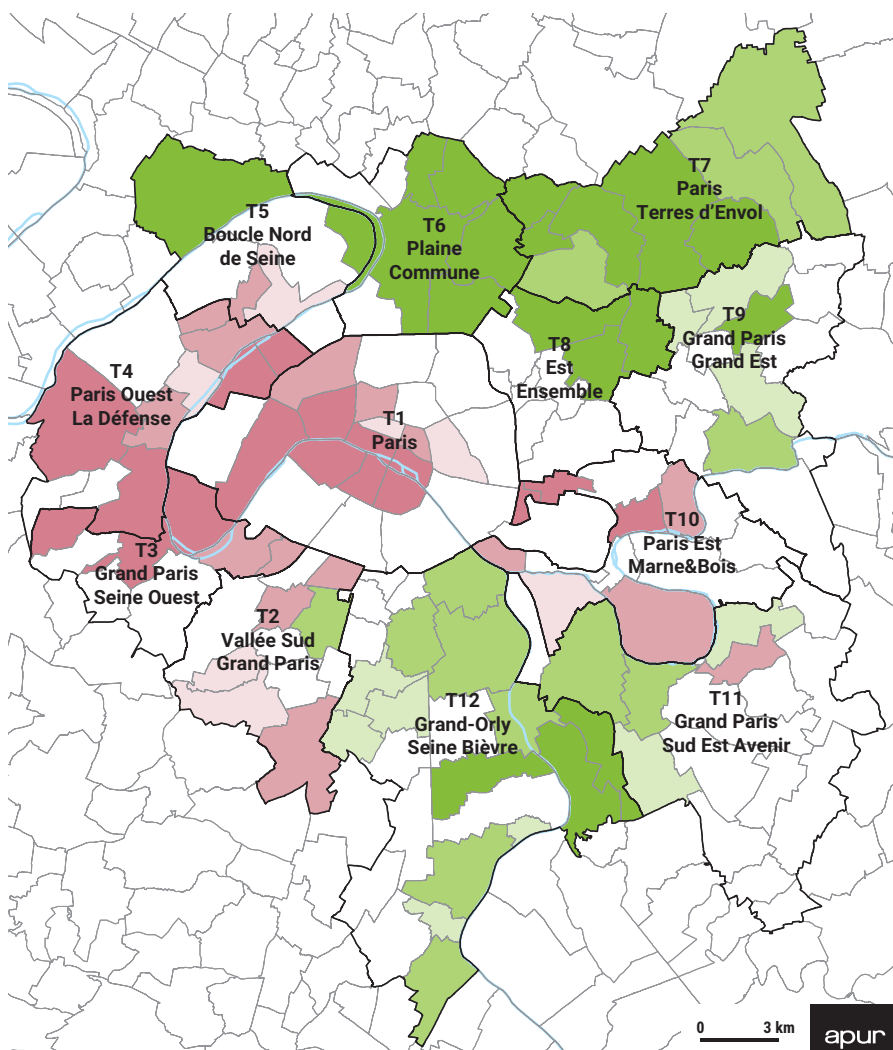 T7
Paris
Terres d'Envol
T5
Boucle Nord
de Seine
T6
Plaine
Commune
T9
Grand Paris
Grand Est
T8
Est
Ensemble
T4
Paris Ouest
La Défense
T1
Paris
T10
Paris Est
Marne&Bois
T3
Grand Paris
Seine Ouest
T2
Vallée Sud
Grand Paris
T12
Grand-Orly
Seine Bièvre
T11
Grand Paris
Sud Est Avenir
0 3 km
apur